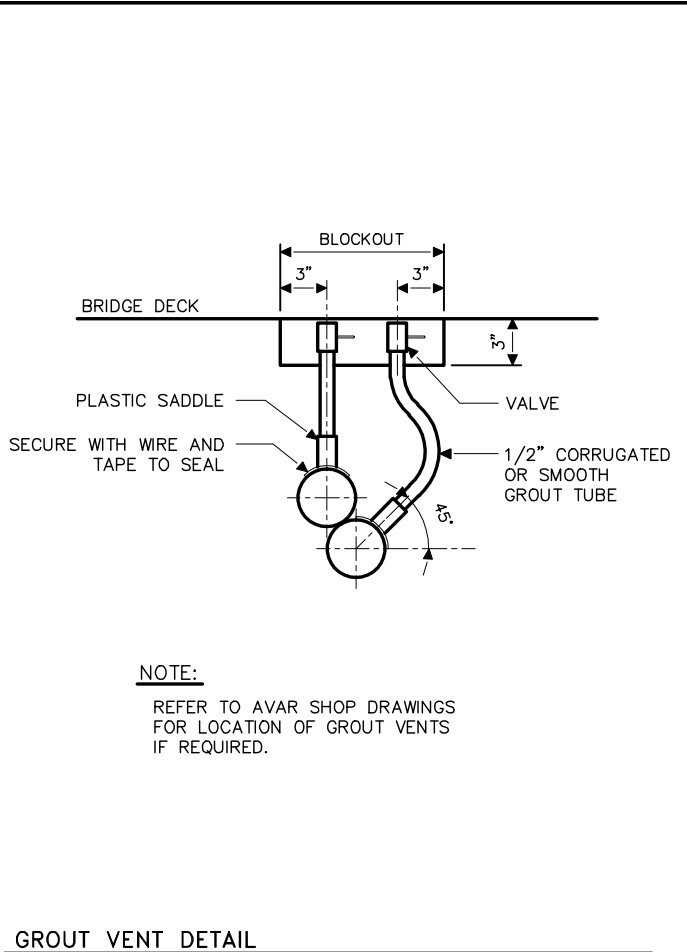 BLOCKOUT
3" 3"
BRIDGE DECK
3"
PLASTIC SADDLE
VALVE
SECURE WITH WIRE AND
TAPE TO SEAL
1/2" CORRUGATED
OR SMOOTH
GROUT TUBE
45°
NOTE:
REFER TO AVAR SHOP DRAWINGS
FOR LOCATION OF GROUT VENTS
IF REQUIRED.
GROUT VENT DETAIL